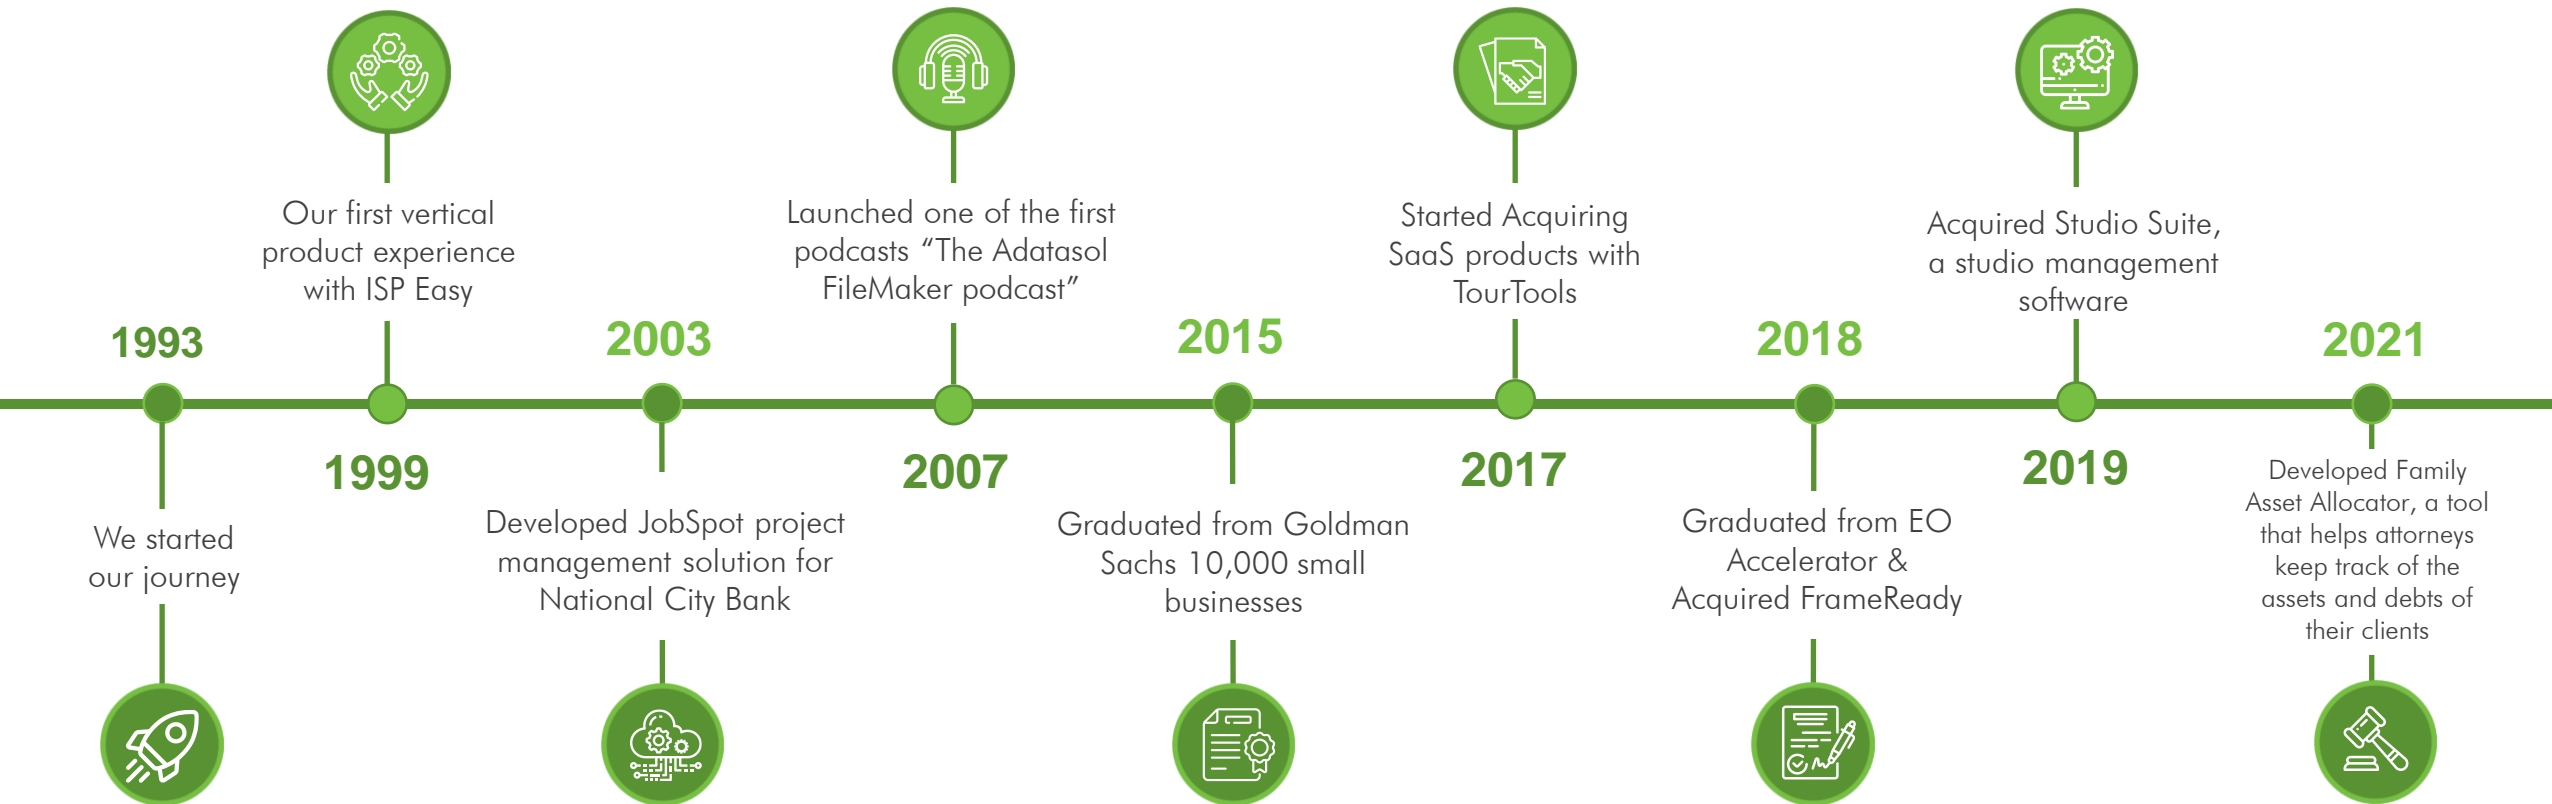 1993
We started
our journey
Our first vertical
product experience
with ISP Easy
1999
2003
Developed JobSpot project
management solution for
National City Bank
Launched one of the first
podcasts “The Adatasol
FileMaker podcast”
2007
2015
Graduated from Goldman
Sachs 10,000 small
businesses
Started Acquiring
SaaS products with
TourTools
2017
2018
Graduated from EO
Accelerator &
Acquired FrameReady
Acquired Studio Suite,
a studio management
software
2019
2021
Developed Family
Asset Allocator, a tool
that helps attorneys
keep track of the
assets and debts of
their clients